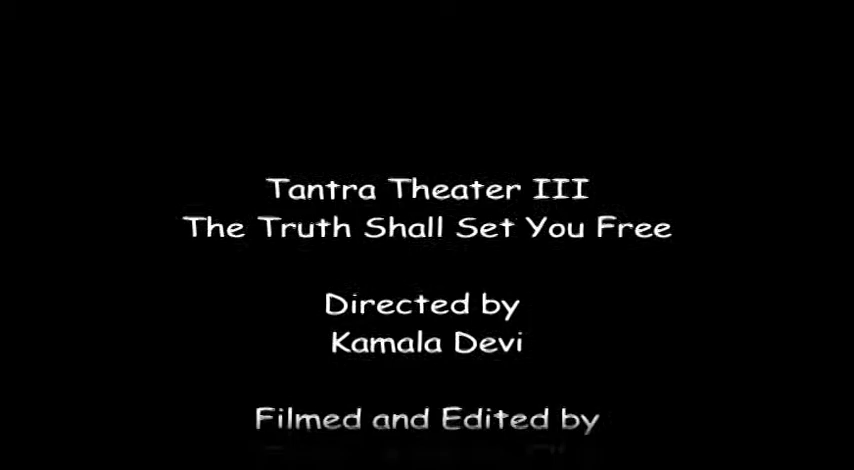 Tantra Theater III
The Truth Shall Set You Free
Directed by
Kamala Devi
Filmed and Edited by